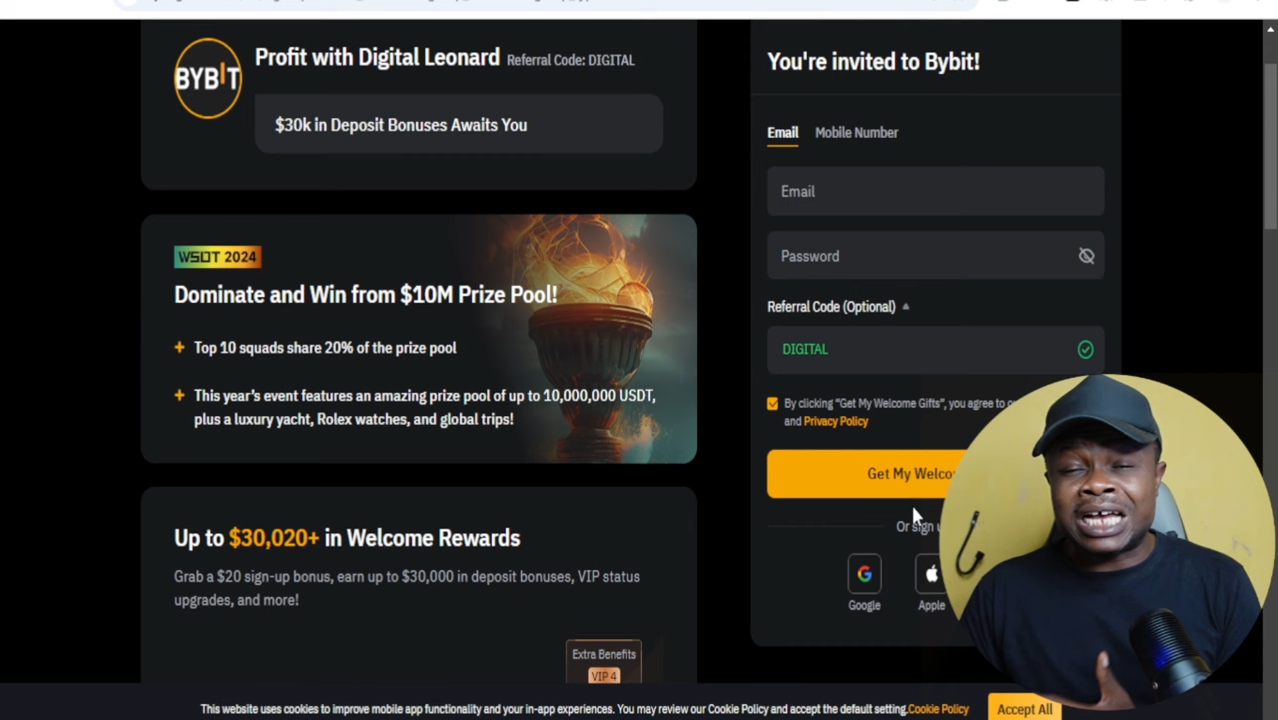 BYBIT
Profit with Digital Leonard Referral Code: DIGITAL
$30k in Deposit Bonuses Awaits You
WSOT 2024
Dominate and Win from $10M Prize Pool!
+ Top 10 squads share 20% of the prize pool
+ This year's event features an amazing prize pool of up to 10,000,000 USDT,
plus a luxury yacht, Rolex watches, and global trips!
Up to $30,020+ in Welcome Rewards
Grab a $20 sign-up bonus, earn up to $30,000 in deposit bonuses, VIP status
upgrades, and more!
Extra Benefits
VIP 4
You're invited to Bybit!
Email Mobile Number
Email
Password
Referral Code (Optional)
DIGITAL
By clicking "Get My Welcome Gifts", you agree to
and Privacy Policy
Get My
Or sign
Google Apple
This website uses cookies to improve mobile app functionality and your in-app experiences. You may review our Cookie Policy and accept the default setting.Cookie Policy
Accept All